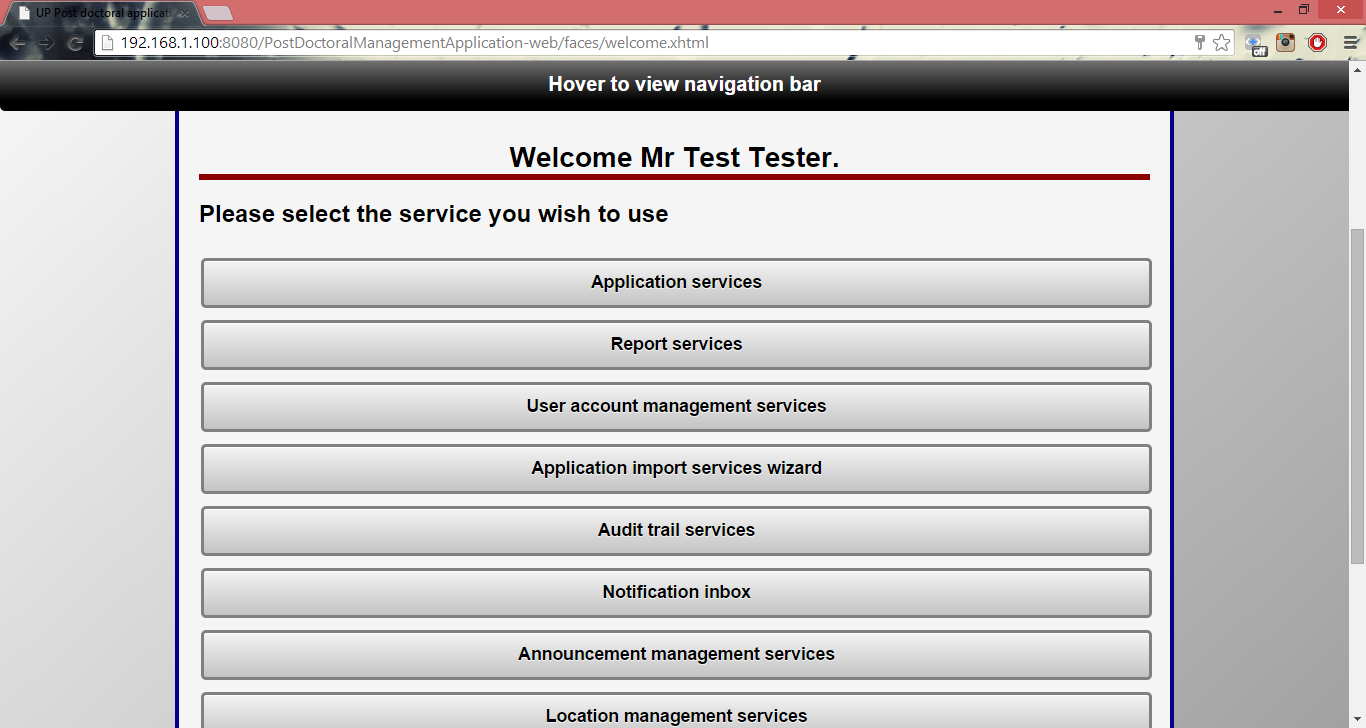 UP Post doctoral applicati
192.168.1.100:8080/PostDoctoralManagementApplication-web/faces/welcome.xhtml
off
Hover to view navigation bar
Welcome Mr Test Tester.
Please select the service you wish to use
Application services
Report services
User account management services
Application import services wizard
Audit trail services
Notification inbox
Announcement management services
Location management services